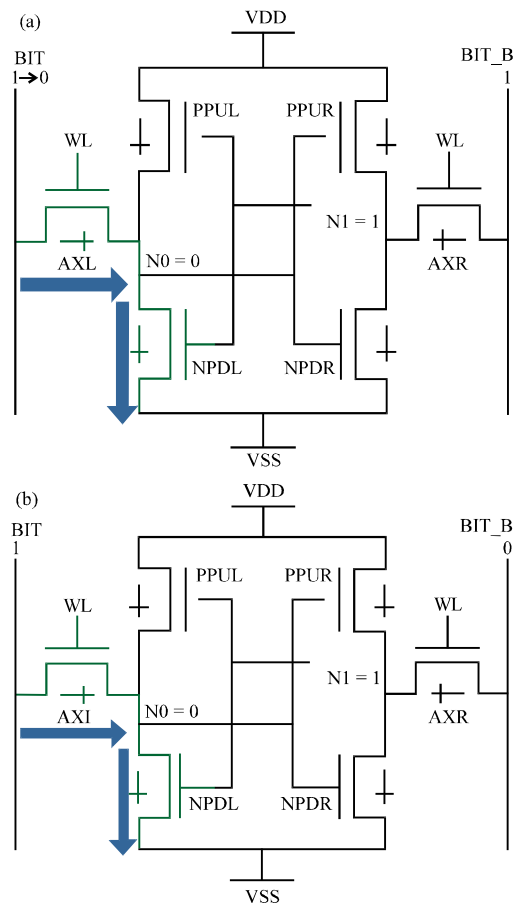 (a)
VDD
BIT
BIT_B
1→0
1
PPUL
PPUR
WL
WL
N1 = 1
AXL
N0 = 0
AXR
NPDL
NPDR
VSS
(b)
VDD
BIT
BIT_B
1
0
PPUL
PPUR
WL
WL
N1 = 1
AXI
N0 = 0
AXR
NPDL
NPDR
VSS